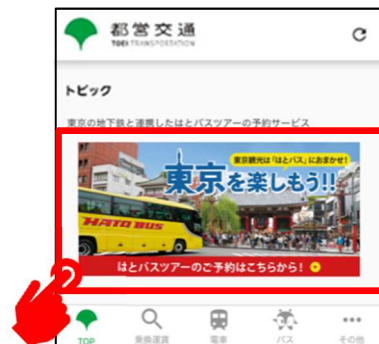 都営交通
TOEI TRANSPORTATION
トピック
東京の地下鉄と連携したはとバスツアーの予約サービス
東京観光は「はとバス」におまかせ!
東京を楽しもう!!
HATO BUS
はとバスツアーのご予約はこちらから!
TOP
乗換運賃
電車
バス
その他